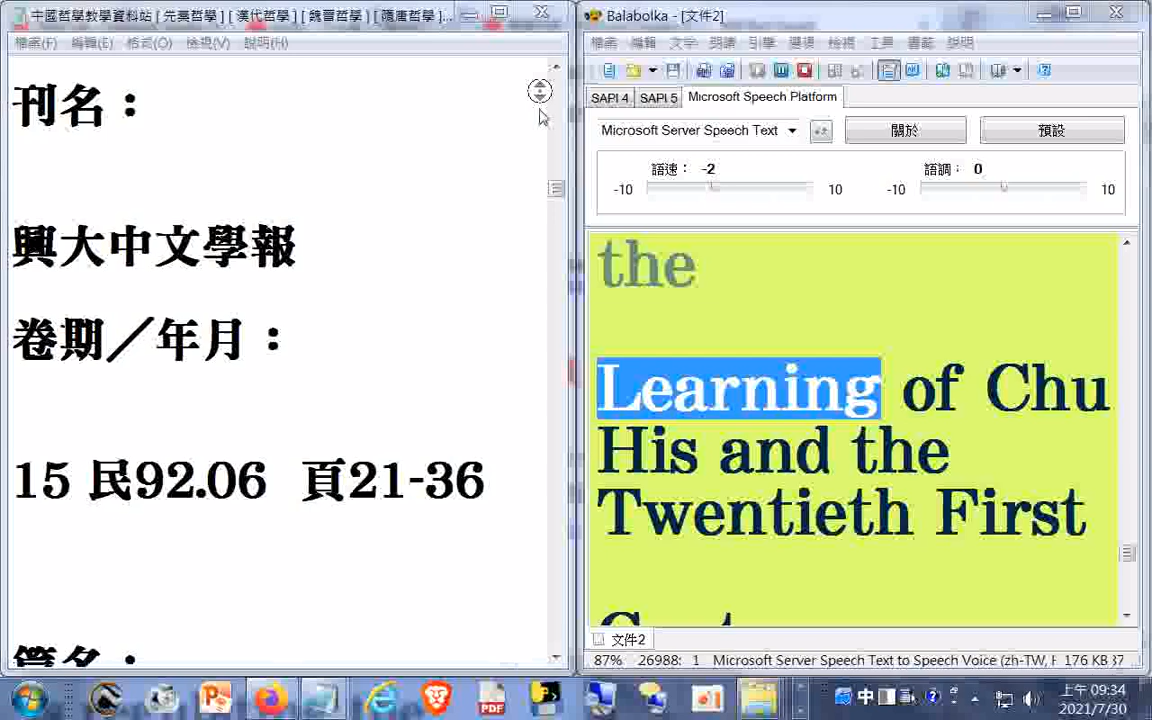 中國哲學教學資料站 [ 先秦哲學 ] [ 漢代哲學 ] [ 魏晉哲學 ] [ 隋唐哲學 ]...
檔案(F) 編輯(E) 格式(O) 檢視(V) 說明(H)
刊名：
興大中文學報
卷期／年月：
15 民92.06 頁21-36
篇名：
Balabolka - [文件2]
檔案 編輯 文字 朗讀 引擎 選項 檢視 工具 書籤 說明
SAPI 4 SAPI 5 Microsoft Speech Platform
Microsoft Server Speech Text 關於 預設
語速： -2 語調： 0
-10 10 -10 10
the
Learning of Chu
His and the
Twentieth First
文件2
87% 26988: 1 Microsoft Server Speech Text to Speech Voice (zh-TW, 176 KB
PDF
中
上午 09:34
2021/7/30